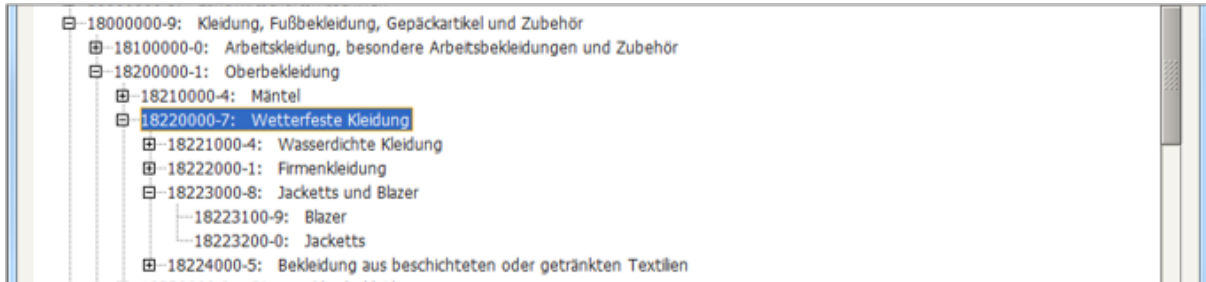 18000000-9: Kleidung, Fußbekleidung, Gepäckartikel und Zubehör
18100000-0: Arbeitskleidung, besondere Arbeitsbekleidungen und Zubehör
18200000-1: Oberbekleidung
18210000-4: Mäntel
18220000-7: Wetterfeste Kleidung
18221000-4: Wasserdichte Kleidung
18222000-1: Firmenkleidung
18223000-8: Jacketts und Blazer
18223100-9: Blazer
18223200-0: Jacketts
18224000-5: Bekleidung aus beschichteten oder getränkten Textilien